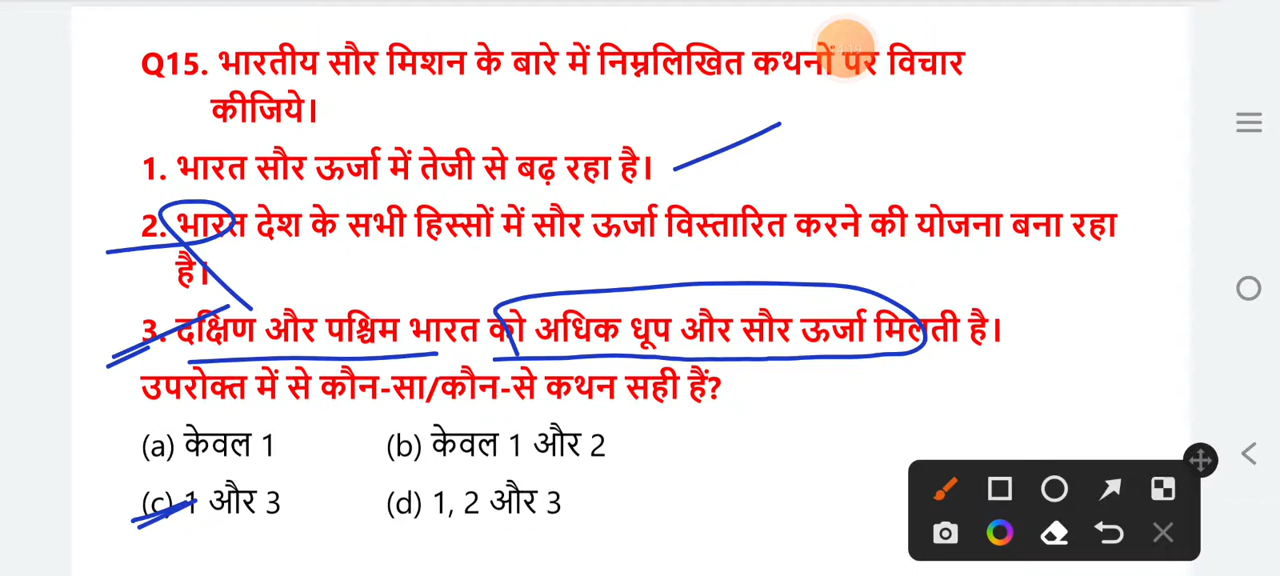 Q15. भारतीय सौर मिशन के बारे में निम्नलिखित कथनों पर विचार
कीजिये।
1. भारत सौर ऊर्जा में तेजी से बढ़ रहा है।
2. भारत देश के सभी हिस्सों में सौर ऊर्जा विस्तारित करने की योजना बना रहा
है।
3. दक्षिण और पश्चिम भारत को अधिक धूप और सौर ऊर्जा मिलती है।
उपरोक्त में से कौन-सा/कौन-से कथन सही हैं?
(a) केवल 1 (b) केवल 1 और 2
(c) 1 और 3 (d) 1, 2 और 3